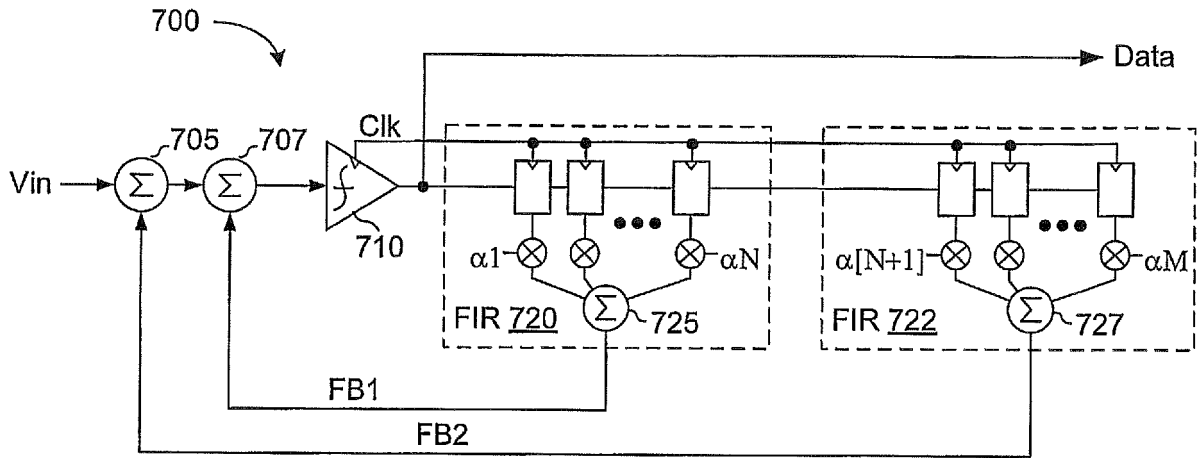 700
Data
705
707
Clk
Vin
Σ
Σ
710
α1
αN
α[N+1]
αM
FIR 720
Σ
725
FIR 722
Σ
727
FB1
FB2